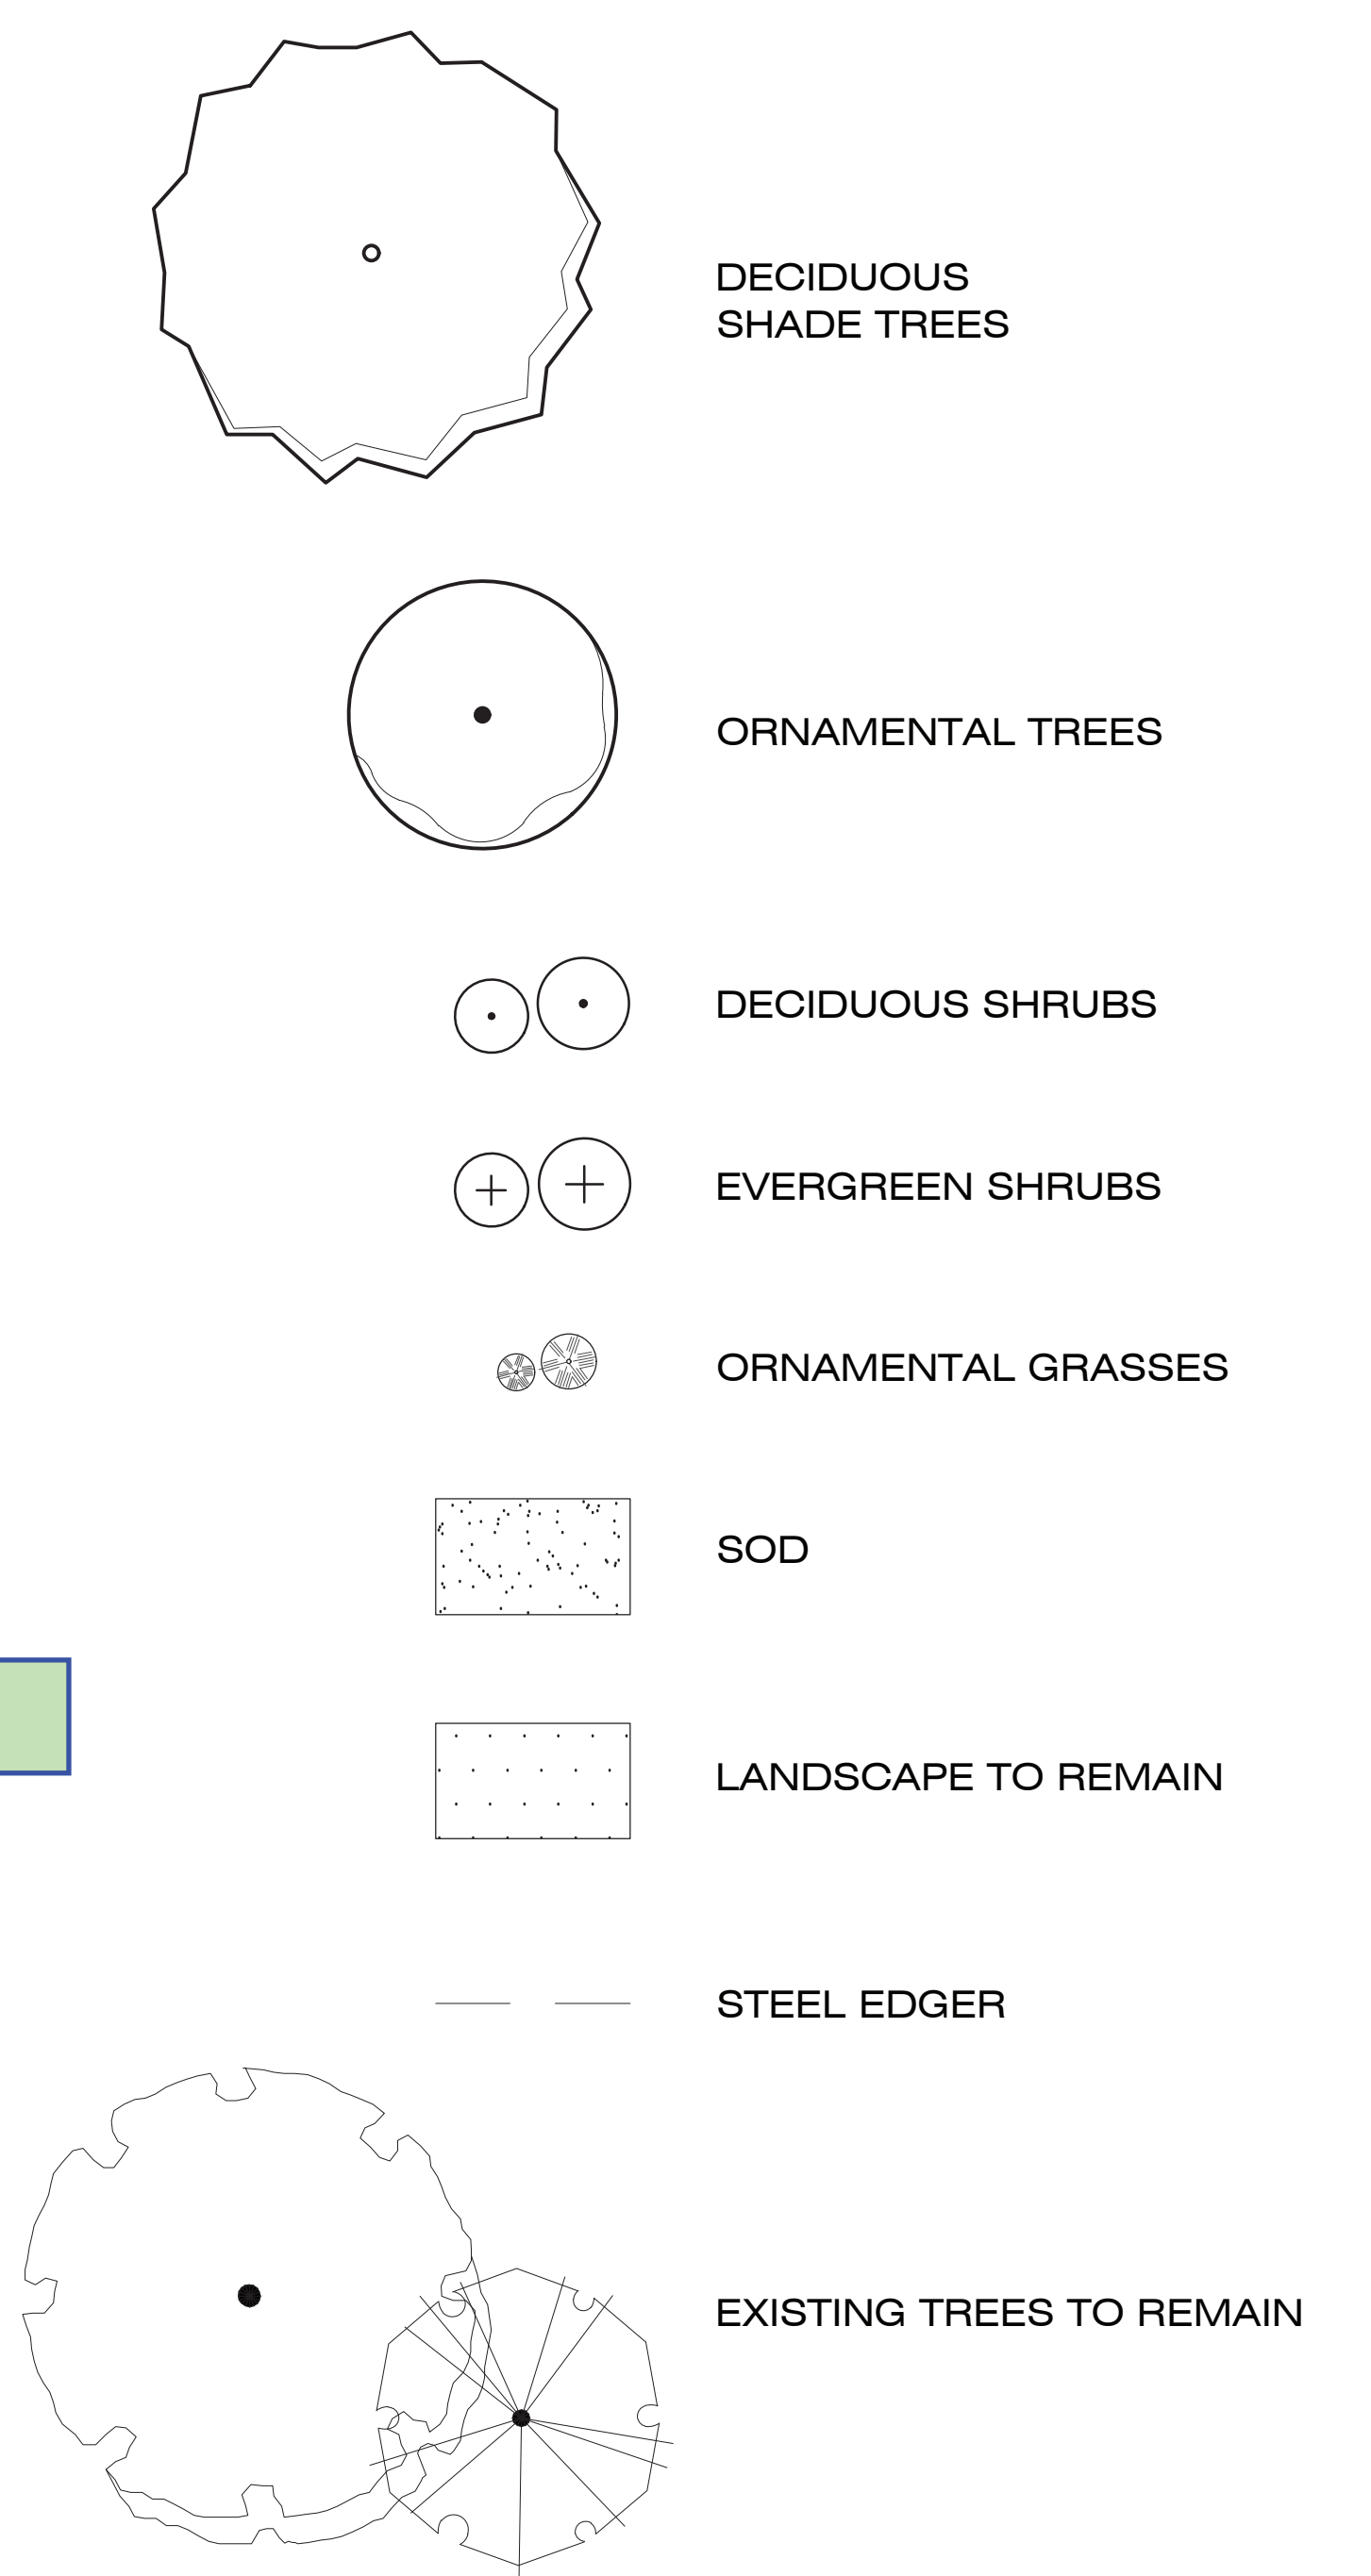 DECIDUOUS
SHADE TREES
ORNAMENTAL TREES
DECIDUOUS SHRUBS
EVERGREEN SHRUBS
ORNAMENTAL GRASSES
SOD
LANDSCAPE TO REMAIN
STEEL EDGER
EXISTING TREES TO REMAIN